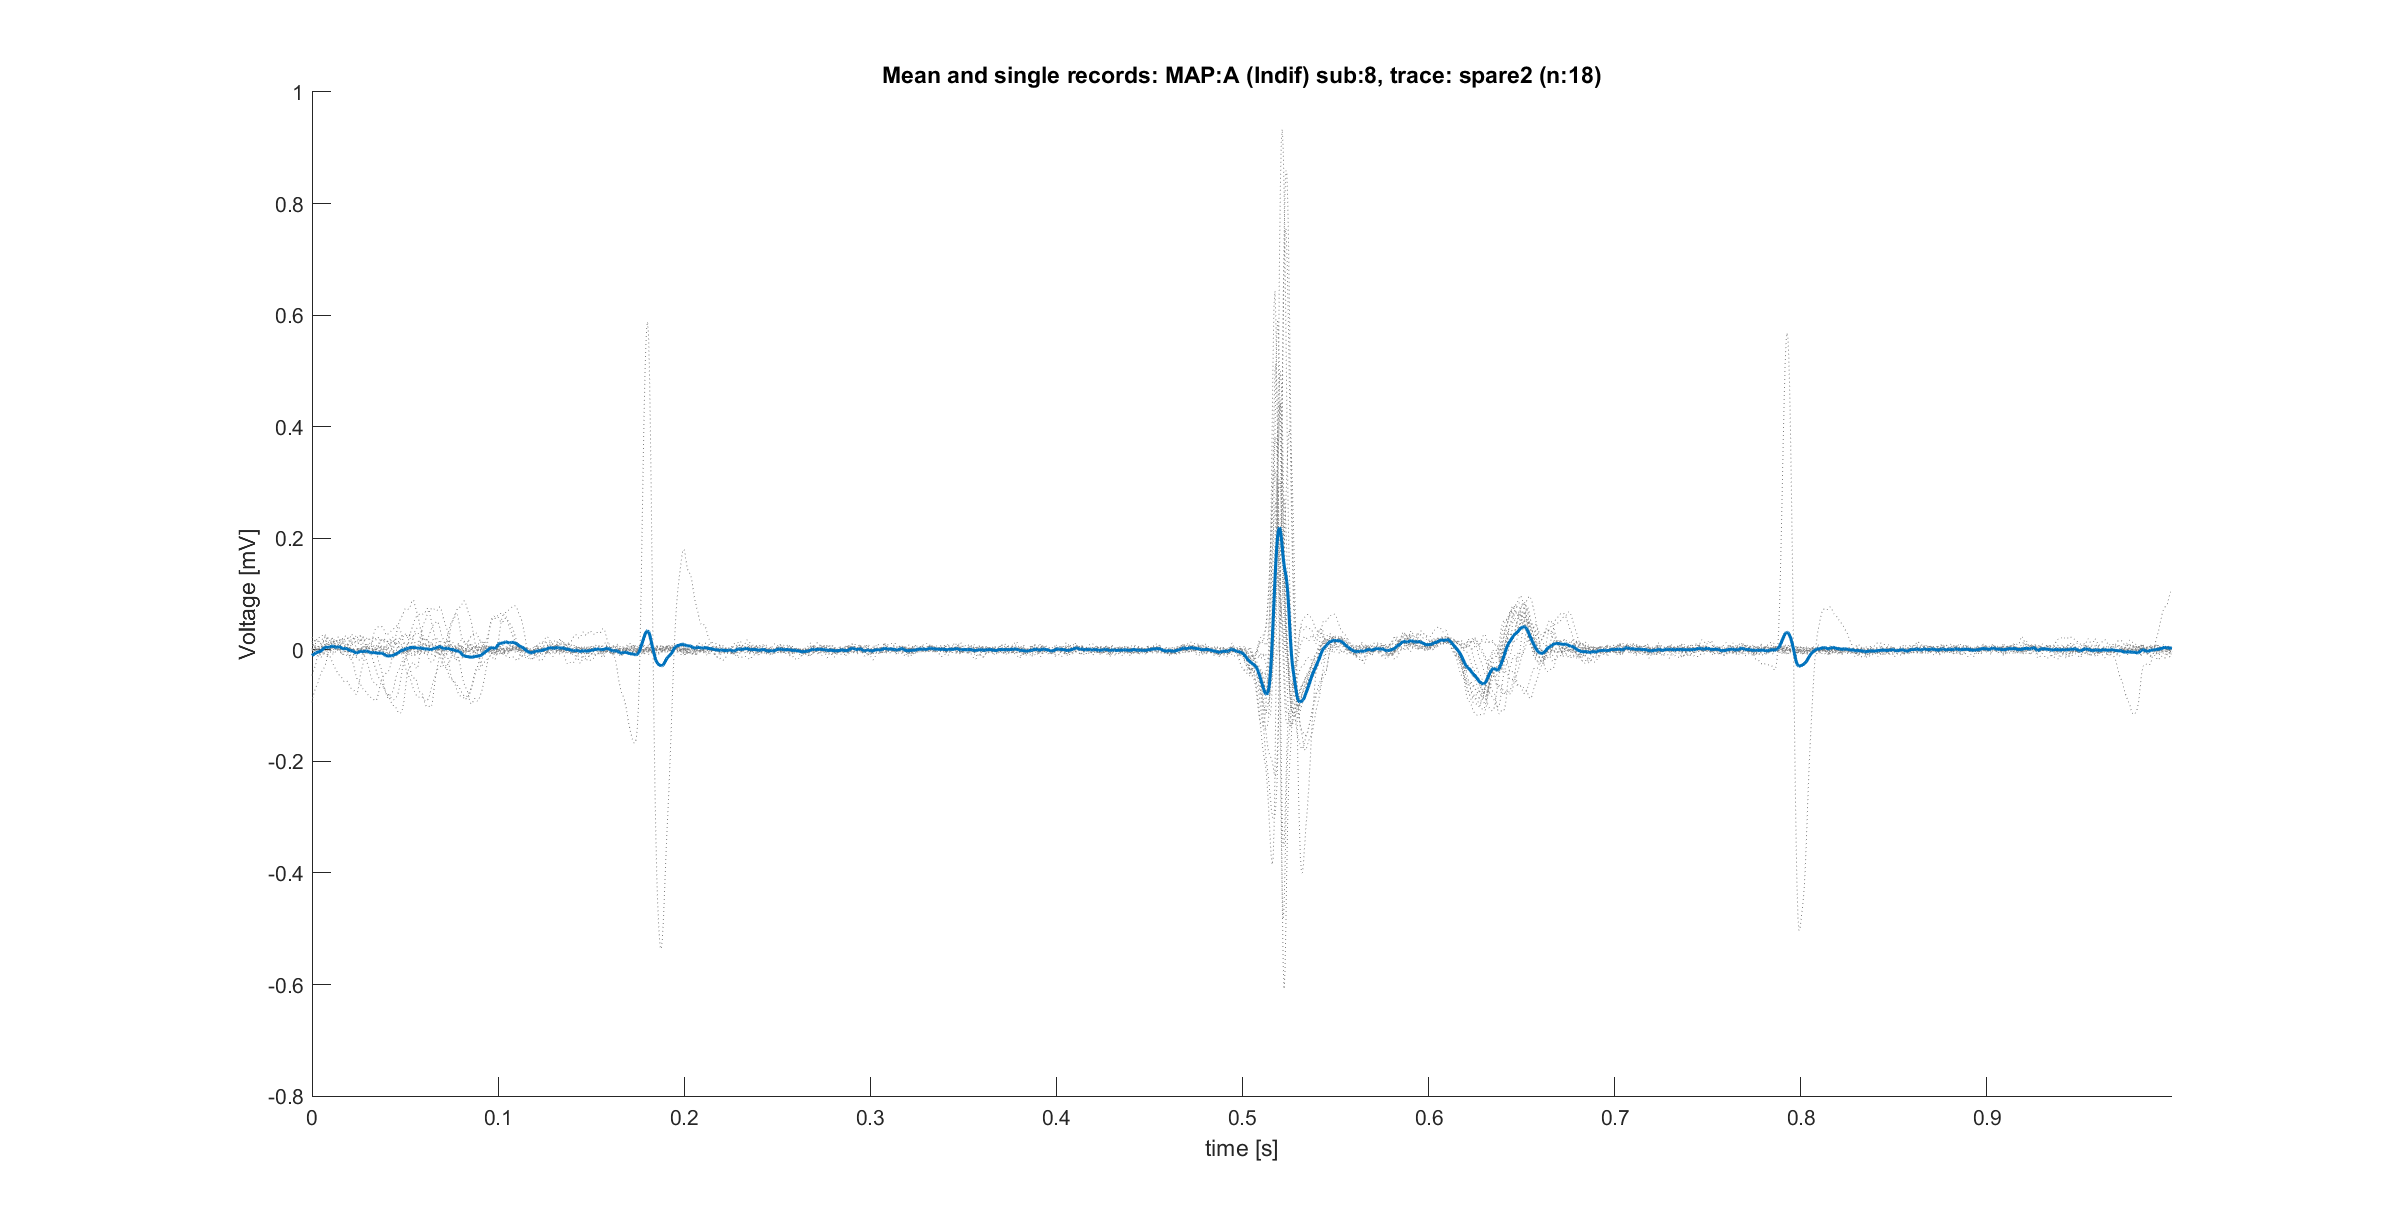 Mean and single records: MAP:A (Indif) sub:8, trace: spare2 (n:18)
1
0.8
0.6
0.4
0.2
0
-0.2
-0.4
-0.6
-0.8
Voltage [mV]
0 0.1 0.2 0.3 0.4 0.5 0.6 0.7 0.8 0.9
time [s]